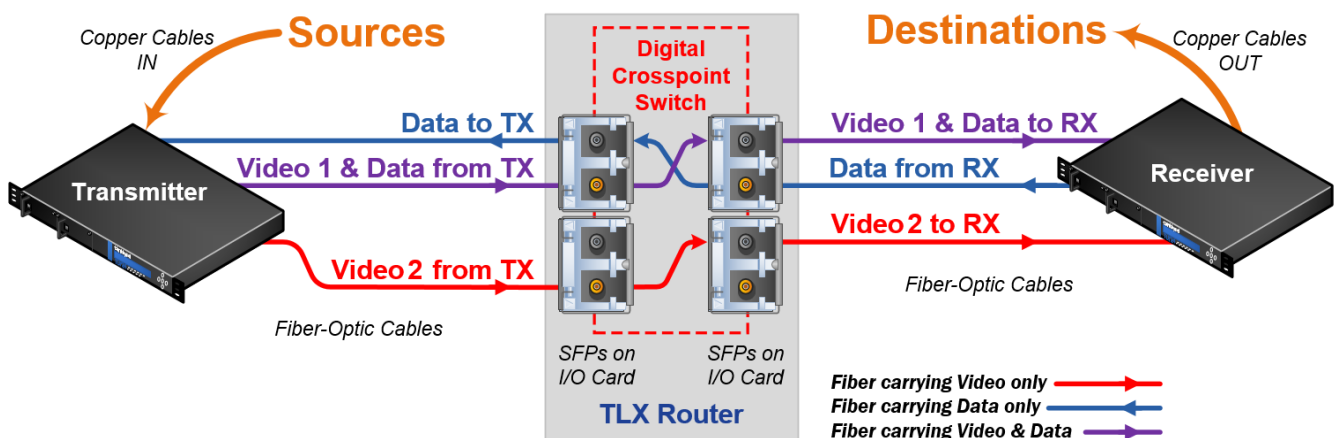 Copper Cables
IN
Sources
Digital
Crosspoint
Switch
Destinations
Copper Cables
OUT
Data to TX
Video 1 & Data to RX
Transmitter
Video 1 & Data from TX
Data from RX
Receiver
Video 2 from TX
Video 2 to RX
Fiber-Optic Cables
Fiber-Optic Cables
SFPs on
I/O Card
SFPs on
I/O Card
TLX Router
Fiber carrying Video only
Fiber carrying Data only
Fiber carrying Video & Data